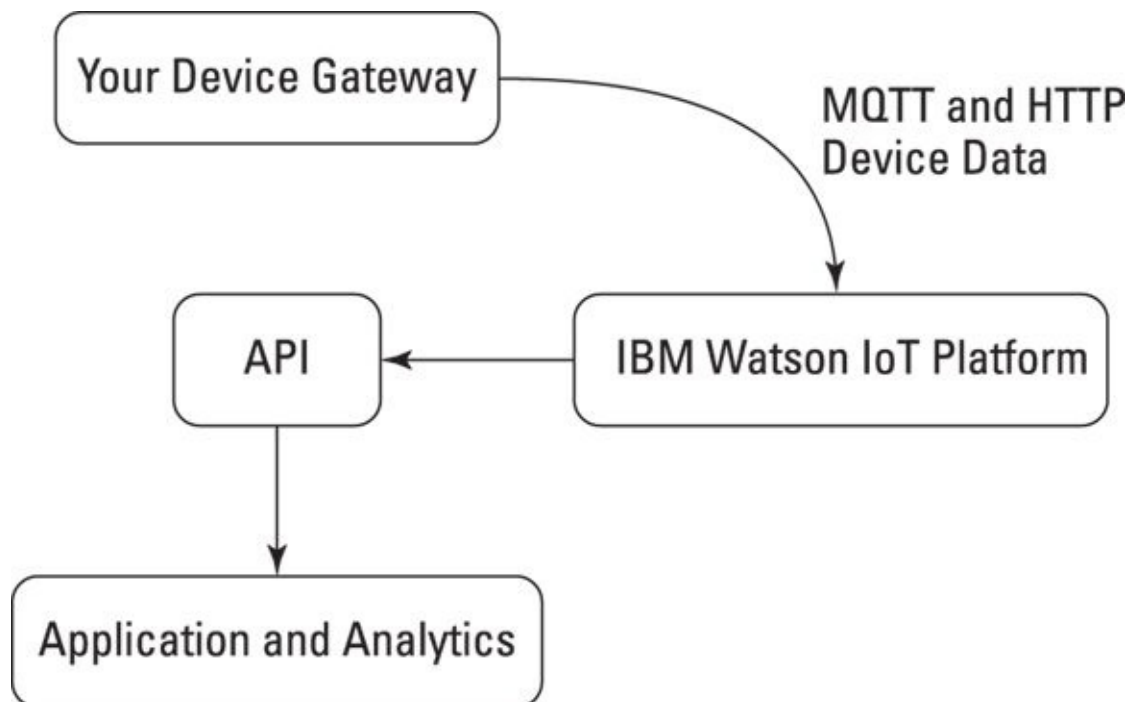 Your Device Gateway
MQTT and HTTP
Device Data
API
IBM Watson IoT Platform
Application and Analytics